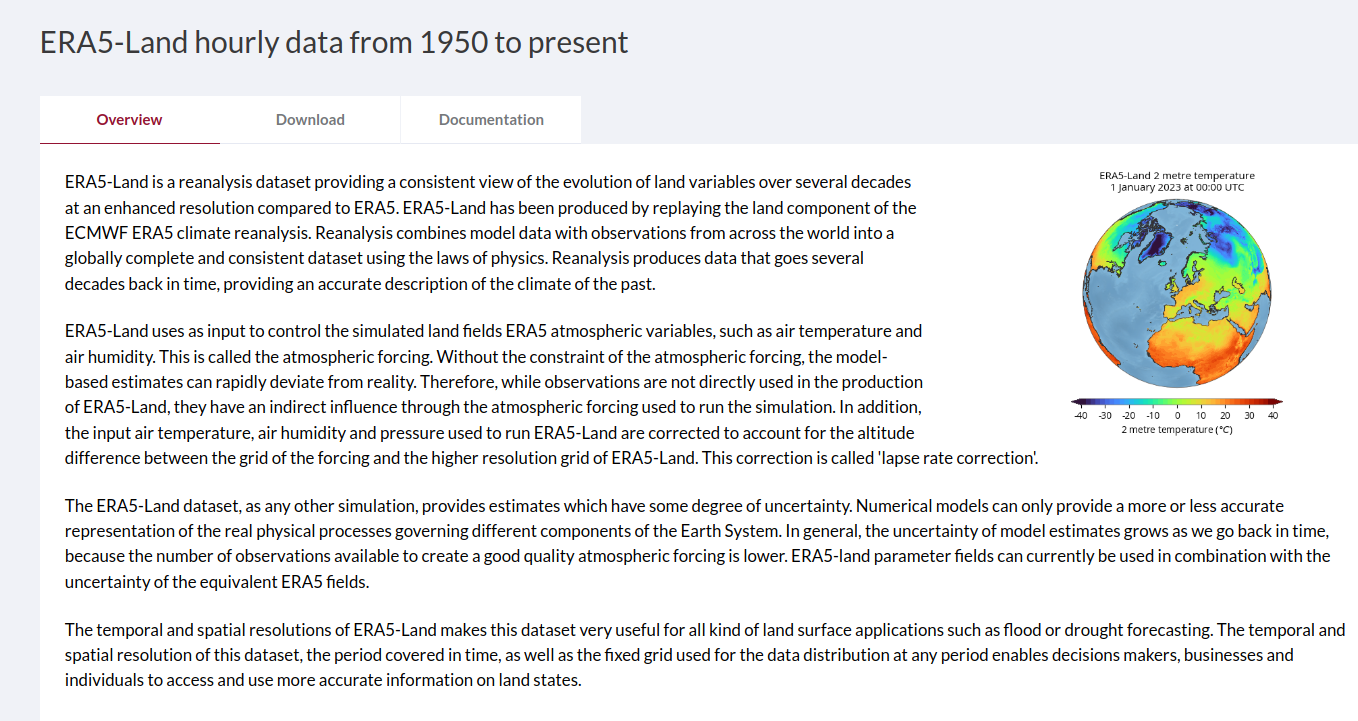 ERA5-Land hourly data from 1950 to present
Overview
Download
Documentation
ERA5-Land is a reanalysis dataset providing a consistent view of the evolution of land variables over several decades
at an enhanced resolution compared to ERA5. ERA5-Land has been produced by replaying the land component of the
ECMWF ERA5 climate reanalysis. Reanalysis combines model data with observations from across the world into a
globally complete and consistent dataset using the laws of physics. Reanalysis produces data that goes several
decades back in time, providing an accurate description of the climate of the past.
ERA5-Land uses as input to control the simulated land fields ERA5 atmospheric variables, such as air temperature and
air humidity. This is called the atmospheric forcing. Without the constraint of the atmospheric forcing, the model-
based estimates can rapidly deviate from reality. Therefore, while observations are not directly used in the production
of ERA5-Land, they have an indirect influence through the atmospheric forcing used to run the simulation. In addition,
the input air temperature, air humidity and pressure used to run ERA5-Land are corrected to account for the altitude
difference between the grid of the forcing and the higher resolution grid of ERA5-Land. This correction is called 'lapse rate correction'.
ERA5-Land 2 metre temperature
1 January 2023 at 00:00 UTC
-40 -30 -20 -10 0 10 20 30 40
2 metre temperature (°C)
The ERA5-Land dataset, as any other simulation, provides estimates which have some degree of uncertainty. Numerical models can only provide a more or less accurate
representation of the real physical processes governing different components of the Earth System. In general, the uncertainty of model estimates grows as we go back in time,
because the number of observations available to create a good quality atmospheric forcing is lower. ERA5-land parameter fields can currently be used in combination with the
uncertainty of the equivalent ERA5 fields.
The temporal and spatial resolutions of ERA5-Land makes this dataset very useful for all kind of land surface applications such as flood or drought forecasting. The temporal and
spatial resolution of this dataset, the period covered in time, as well as the fixed grid used for the data distribution at any period enables decisions makers, businesses and
individuals to access and use more accurate information on land states.